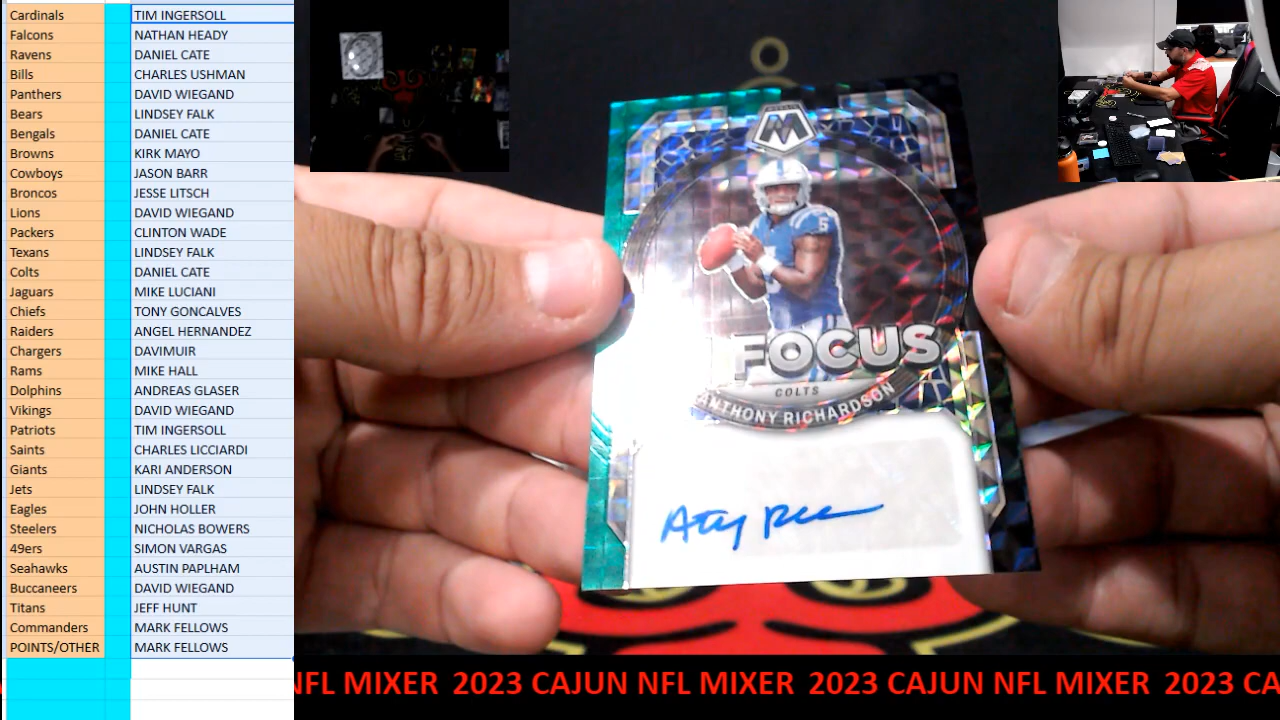 Cardinals TIM INGERSOLL
Falcons NATHAN HEADY
Ravens DANIEL CATE
Bills CHARLES USHMAN
Panthers DAVID WIEGAND
Bears LINDSEY FALK
Bengals DANIEL CATE
Browns KIRK MAYO
Cowboys JASON BARR
Broncos JESSE LITSCH
Lions DAVID WIEGAND
Packers CLINTON WADE
Texans LINDSEY FALK
Colts DANIEL CATE
Jaguars MIKE LUCIANI
Chiefs TONY GONCALVES
Raiders ANGEL HERNANDEZ
Chargers DAVIMUIR
Rams MIKE HALL
Dolphins ANDREAS GLASER
Vikings DAVID WIEGAND
Patriots TIM INGERSOLL
Saints CHARLES LICCIARDI
Giants KARI ANDERSON
Jets LINDSEY FALK
Eagles JOHN HOLLER
Steelers NICHOLAS BOWERS
49ers SIMON VARGAS
Seahawks AUSTIN PAPLHAM
Buccaneers DAVID WIEGAND
Titans JEFF HUNT
Commanders MARK FELLOWS
POINTS/OTHER MARK FELLOWS
M
5
FOCUS
COLTS
ANTHONY RICHARDSON
NFL MIXER 2023 CAJUN NFL MIXER 2023 CAJUN NFL MIXER 2023 CA